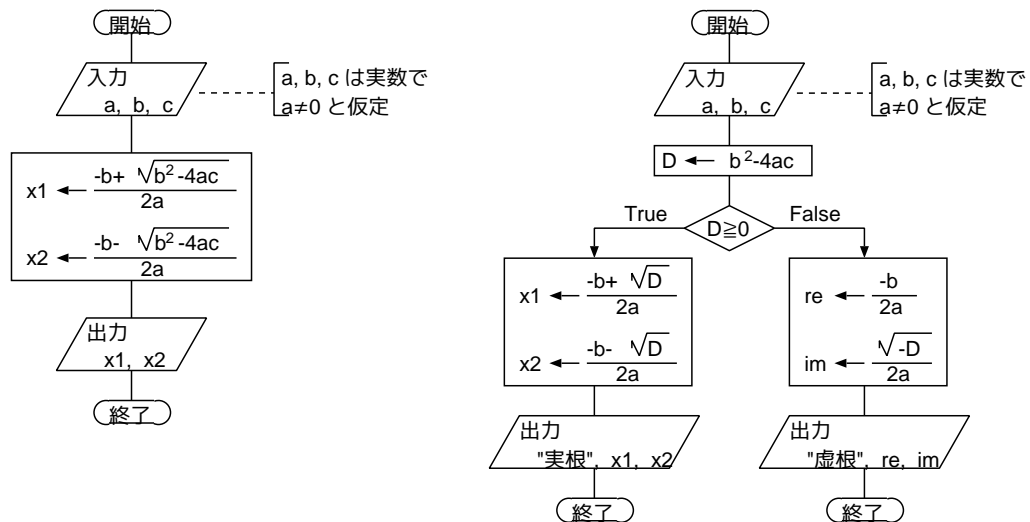 開始
入力
a, b, c
a, b, c は実数で
a≠0 と仮定
x1 ← (-b+√(b²-4ac))/2a
x2 ← (-b-√(b²-4ac))/2a
出力
x1, x2
終了
開始
入力
a, b, c
a, b, c は実数で
a≠0 と仮定
D ← b²-4ac
D≧0
True
False
x1 ← (-b+√D)/2a
x2 ← (-b-√D)/2a
出力
"実根", x1, x2
終了
re ← -b/2a
im ← √-D/2a
出力
"虚根", re, im
終了